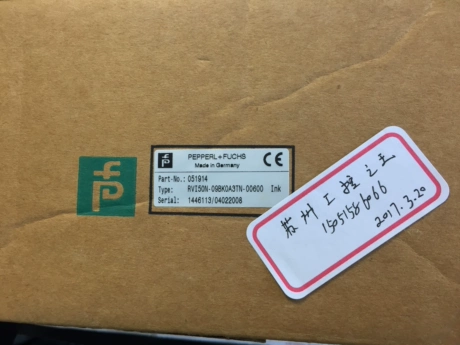 PEPPERL+FUCHS
Made in Germany
CE
Part-No.: 051914
Type: RVI50N-09BK0A3TN-00600 Ink
Serial: 1446113/04022008
苏州工控之王
15051586066
2017.3.20